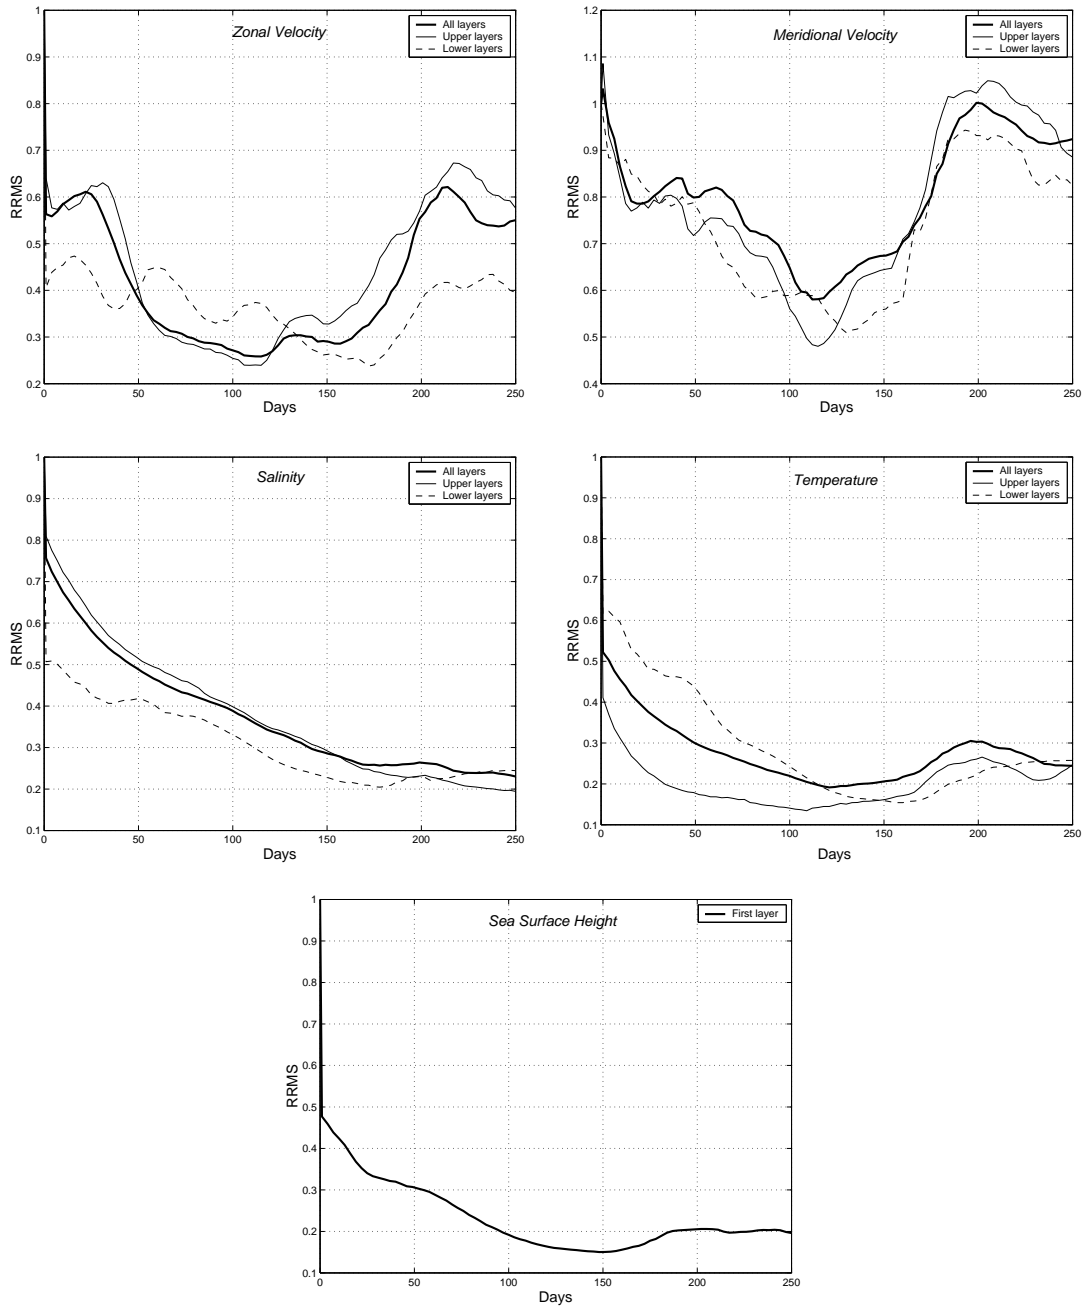 Zonal Velocity
All layers
Upper layers
Lower layers
1
0.9
0.8
0.7
0.6
0.5
0.4
0.3
0.2
RRMS
0 50 100 150 200 250
Days
Meridional Velocity
All layers
Upper layers
Lower layers
1.2
1.1
1
0.9
0.8
0.7
0.6
0.5
0.4
RRMS
0 50 100 150 200 250
Days
Salinity
All layers
Upper layers
Lower layers
1
0.9
0.8
0.7
0.6
0.5
0.4
0.3
0.2
0.1
RRMS
0 50 100 150 200 250
Days
Temperature
All layers
Upper layers
Lower layers
1
0.9
0.8
0.7
0.6
0.5
0.4
0.3
0.2
0.1
RRMS
0 50 100 150 200 250
Days
Sea Surface Height
First layer
1
0.9
0.8
0.7
0.6
0.5
0.4
0.3
0.2
0.1
RRMS
0 50 100 150 200 250
Days